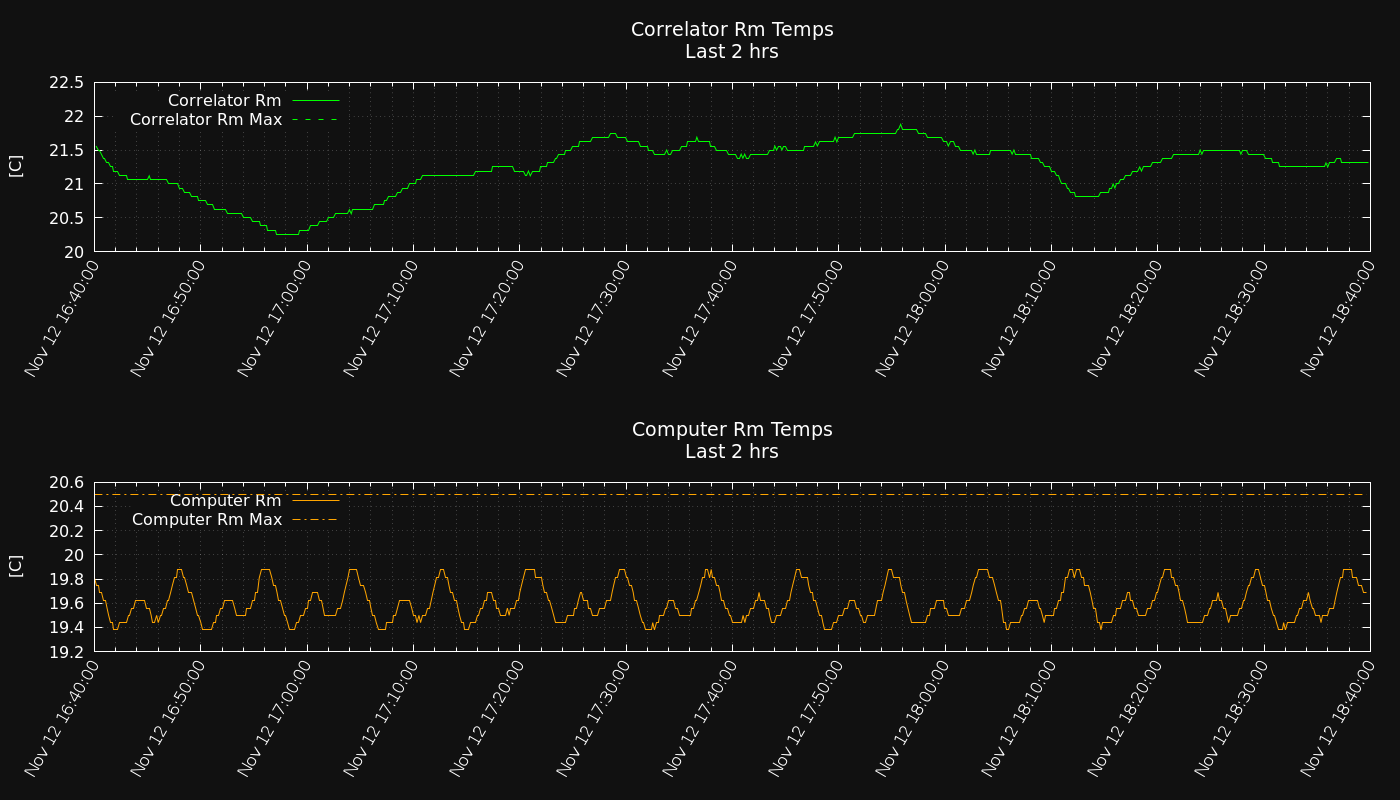 Correlator Rm Temps
Last 2 hrs
22.5
22
21.5
21
20.5
20
[C]
Correlator Rm
Correlator Rm Max
Nov 12 16:40:00
Nov 12 16:50:00
Nov 12 17:00:00
Nov 12 17:10:00
Nov 12 17:20:00
Nov 12 17:30:00
Nov 12 17:40:00
Nov 12 17:50:00
Nov 12 18:00:00
Nov 12 18:10:00
Nov 12 18:20:00
Nov 12 18:30:00
Nov 12 18:40:00
Computer Rm Temps
Last 2 hrs
20.6
20.4
20.2
20
19.8
19.6
19.4
19.2
[C]
Computer Rm
Computer Rm Max
Nov 12 16:40:00
Nov 12 16:50:00
Nov 12 17:00:00
Nov 12 17:10:00
Nov 12 17:20:00
Nov 12 17:30:00
Nov 12 17:40:00
Nov 12 17:50:00
Nov 12 18:00:00
Nov 12 18:10:00
Nov 12 18:20:00
Nov 12 18:30:00
Nov 12 18:40:00